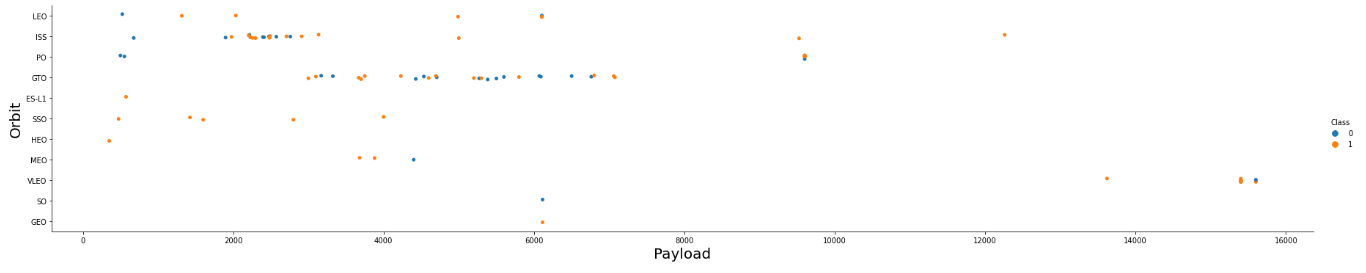 LEO
ISS
PO
GTO
ES-L1
SSO
HEO
MEO
VLEO
SO
GEO
Orbit
0 2000 4000 6000 8000 10000 12000 14000 16000
Payload
Class
0
1